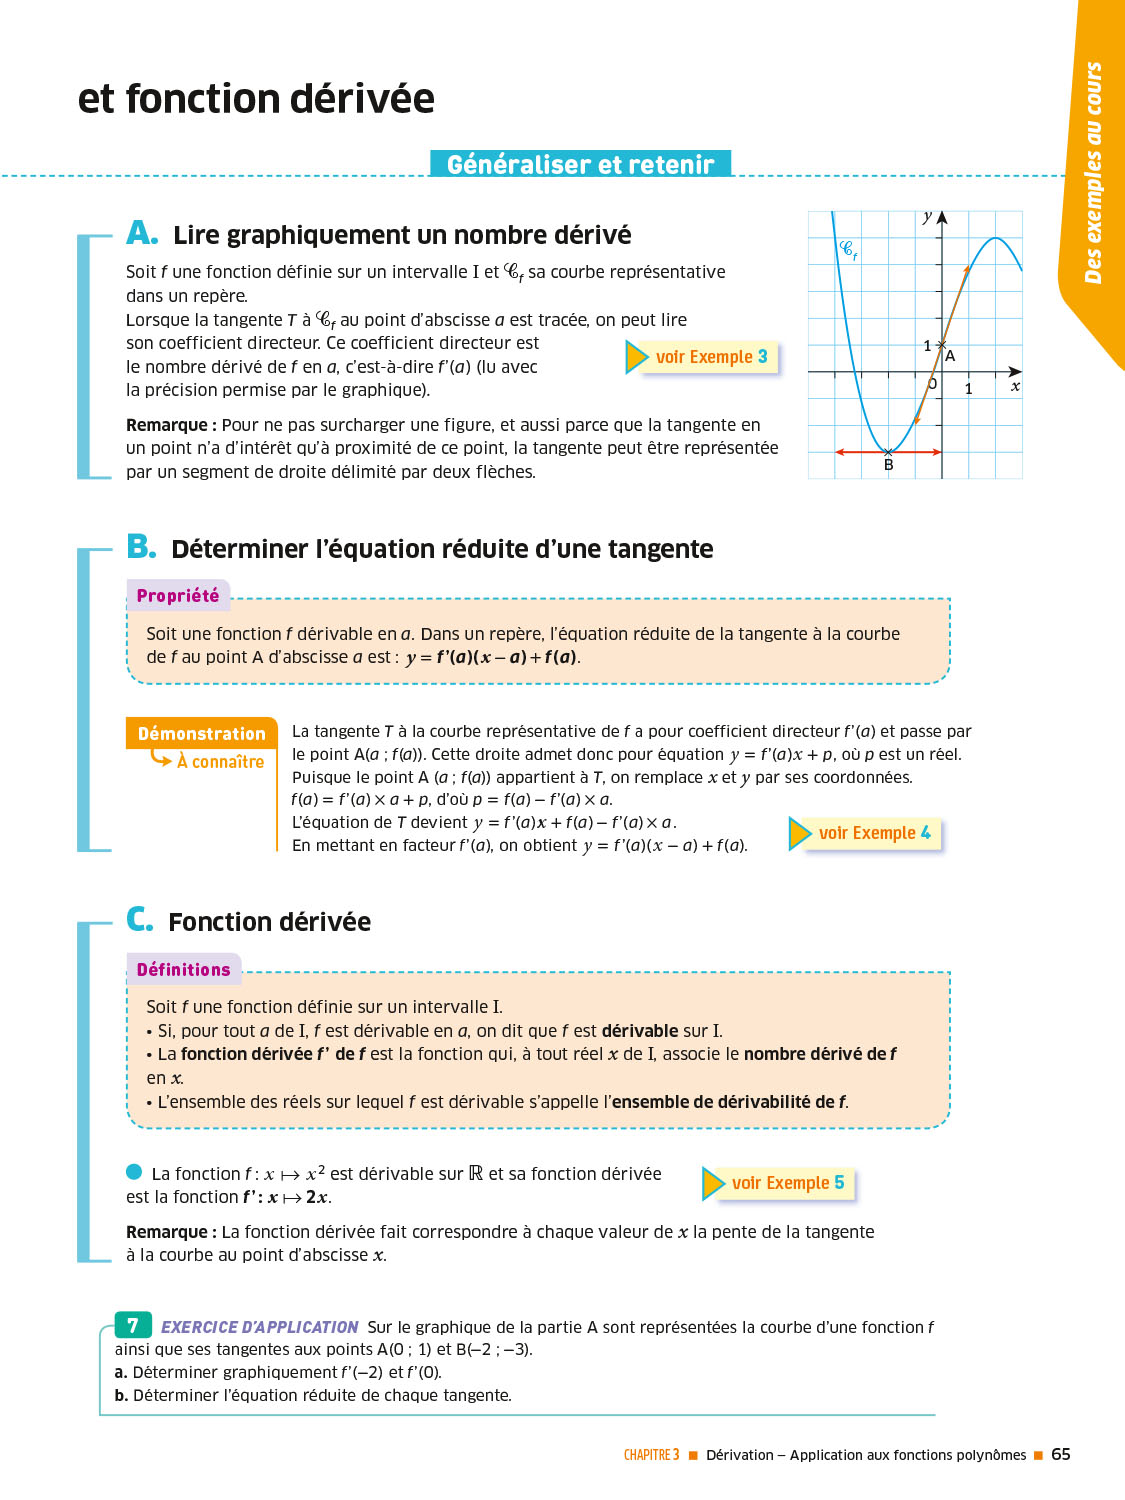 et fonction dérivée
Des exemples au cours
Généraliser et retenir
A. Lire graphiquement un nombre dérivé
Soit f une fonction définie sur un intervalle I et 𝒞f sa courbe représentative
dans un repère.
Lorsque la tangente T à 𝒞f au point d’abscisse a est tracée, on peut lire
son coefficient directeur. Ce coefficient directeur est
le nombre dérivé de f en a, c’est-à-dire f’(a) (lu avec
la précision permise par le graphique).
voir Exemple 3
Remarque : Pour ne pas surcharger une figure, et aussi parce que la tangente en
un point n’a d’intérêt qu’à proximité de ce point, la tangente peut être représentée
par un segment de droite délimité par deux flèches.
y
𝒞f
1
A
0
1
x
B
B. Déterminer l’équation réduite d’une tangente
Propriété
Soit une fonction f dérivable en a. Dans un repère, l’équation réduite de la tangente à la courbe
de f au point A d’abscisse a est : y = f’(a)(x – a) + f(a).
Démonstration
À connaître
La tangente T à la courbe représentative de f a pour coefficient directeur f’(a) et passe par
le point A(a ; f(a)). Cette droite admet donc pour équation y = f’(a)x + p, où p est un réel.
Puisque le point A (a ; f(a)) appartient à T, on remplace x et y par ses coordonnées.
f(a) = f’(a) × a + p, d’où p = f(a) – f’(a) × a.
L’équation de T devient y = f’(a)x + f(a) – f’(a) × a.
En mettant en facteur f’(a), on obtient y = f’(a)(x – a) + f(a).
voir Exemple 4
C. Fonction dérivée
Définitions
Soit f une fonction définie sur un intervalle I.
• Si, pour tout a de I, f est dérivable en a, on dit que f est dérivable sur I.
• La fonction dérivée f’ de f est la fonction qui, à tout réel x de I, associe le nombre dérivé de f
en x.
• L’ensemble des réels sur lequel f est dérivable s’appelle l’ensemble de dérivabilité de f.
● La fonction f : x ↦ x² est dérivable sur ℝ et sa fonction dérivée
est la fonction f’ : x ↦ 2x.
voir Exemple 5
Remarque : La fonction dérivée fait correspondre à chaque valeur de x la pente de la tangente
à la courbe au point d’abscisse x.
7 EXERCICE D’APPLICATION Sur le graphique de la partie A sont représentées la courbe d’une fonction f
ainsi que ses tangentes aux points A(0 ; 1) et B(–2 ; –3).
a. Déterminer graphiquement f’(–2) et f’(0).
b. Déterminer l’équation réduite de chaque tangente.
CHAPITRE 3 ■ Dérivation – Application aux fonctions polynômes ■ 65